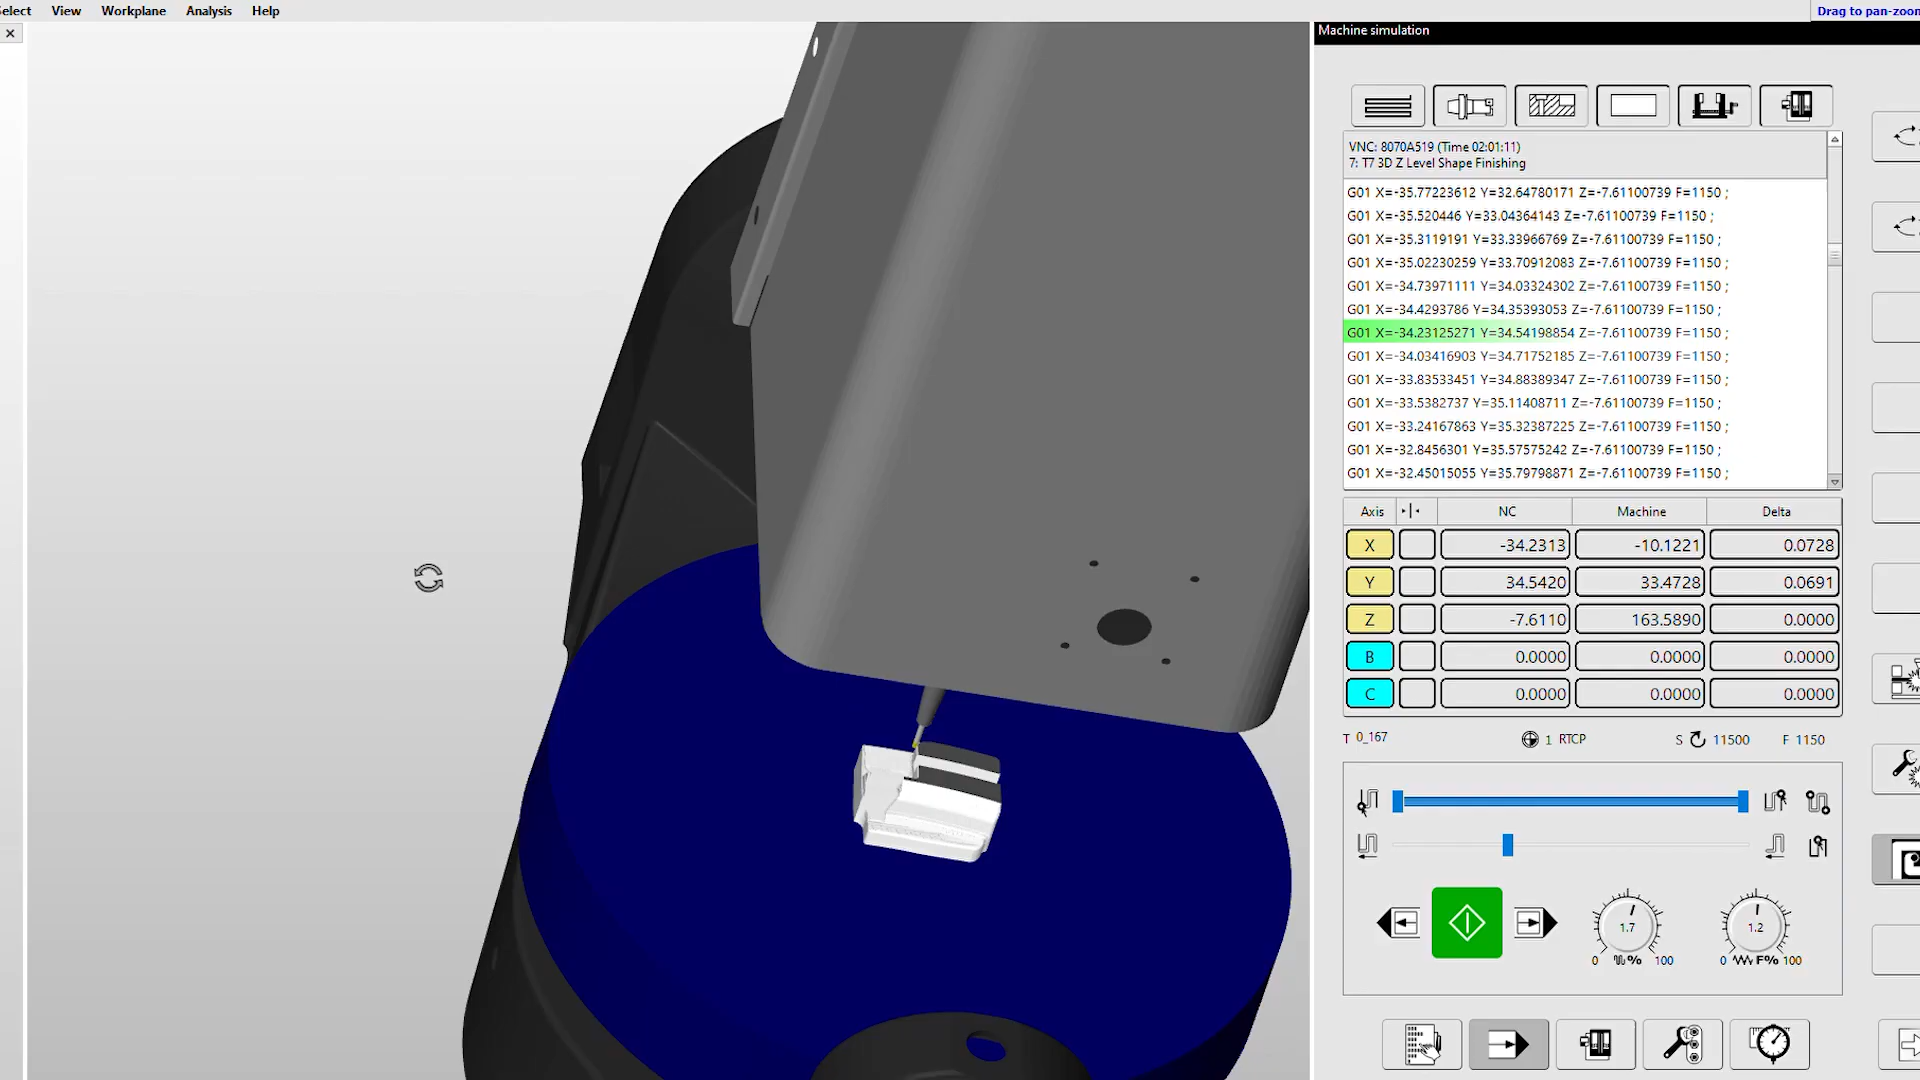 Select View Workplane Analysis Help
Drag to pan-zoom
Machine simulation
VNC: 8070A519 (Time 02:01:11)
7: T7 3D Z Level Shape Finishing
G01 X=-35.77223612 Y=32.64780171 Z=-7.61100739 F=1150 ;
G01 X=-35.520446 Y=33.04364143 Z=-7.61100739 F=1150 ;
G01 X=-35.3119191 Y=33.33966769 Z=-7.61100739 F=1150 ;
G01 X=-35.02230259 Y=33.70912083 Z=-7.61100739 F=1150 ;
G01 X=-34.73971111 Y=34.03324302 Z=-7.61100739 F=1150 ;
G01 X=-34.4293786 Y=34.35393053 Z=-7.61100739 F=1150 ;
G01 X=-34.23125271 Y=34.54198854 Z=-7.61100739 F=1150 ;
G01 X=-34.03416903 Y=34.71752185 Z=-7.61100739 F=1150 ;
G01 X=-33.83533451 Y=34.88389347 Z=-7.61100739 F=1150 ;
G01 X=-33.5382737 Y=35.11408711 Z=-7.61100739 F=1150 ;
G01 X=-33.24167863 Y=35.32387225 Z=-7.61100739 F=1150 ;
G01 X=-32.8456301 Y=35.57575242 Z=-7.61100739 F=1150 ;
G01 X=-32.45015055 Y=35.79798871 Z=-7.61100739 F=1150 ;
Axis NC Machine Delta
X -34.2313 -10.1221 0.0728
Y 34.5420 33.4728 0.0691
Z -7.6110 163.5890 0.0000
B 0.0000 0.0000 0.0000
C 0.0000 0.0000 0.0000
T 0_167 1 RTCP S 11500 F 1150
1.7 1.2
0 % 100 0 F% 100